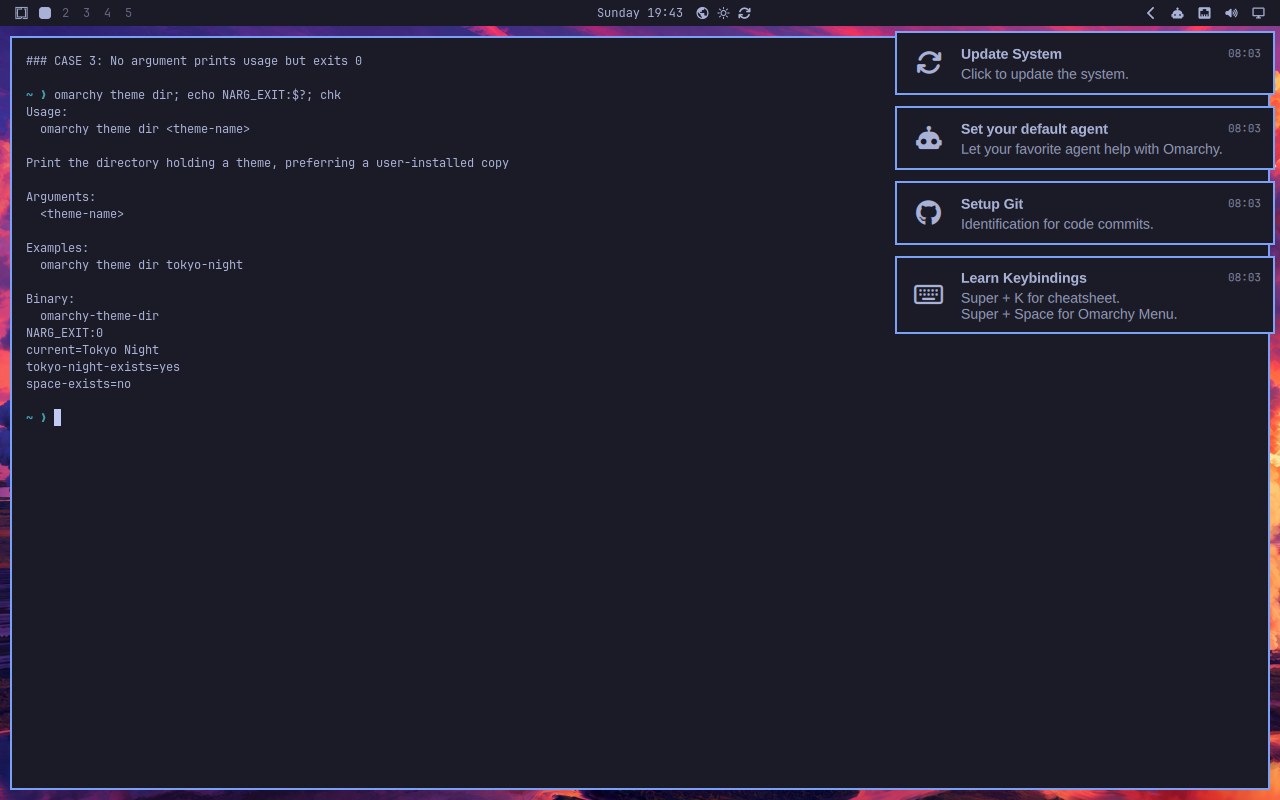 2 3 4 5
Sunday 19:43
### CASE 3: No argument prints usage but exits 0
~ ❯ omarchy theme dir; echo NARG_EXIT:$?; chk
Usage:
omarchy theme dir <theme-name>
Print the directory holding a theme, preferring a user-installed copy
Arguments:
<theme-name>
Examples:
omarchy theme dir tokyo-night
Binary:
omarchy-theme-dir
NARG_EXIT:0
current=Tokyo Night
tokyo-night-exists=yes
space-exists=no
~ ❯
Update System 08:03
Click to update the system.
Set your default agent 08:03
Let your favorite agent help with Omarchy.
Setup Git 08:03
Identification for code commits.
Learn Keybindings 08:03
Super + K for cheatsheet.
Super + Space for Omarchy Menu.